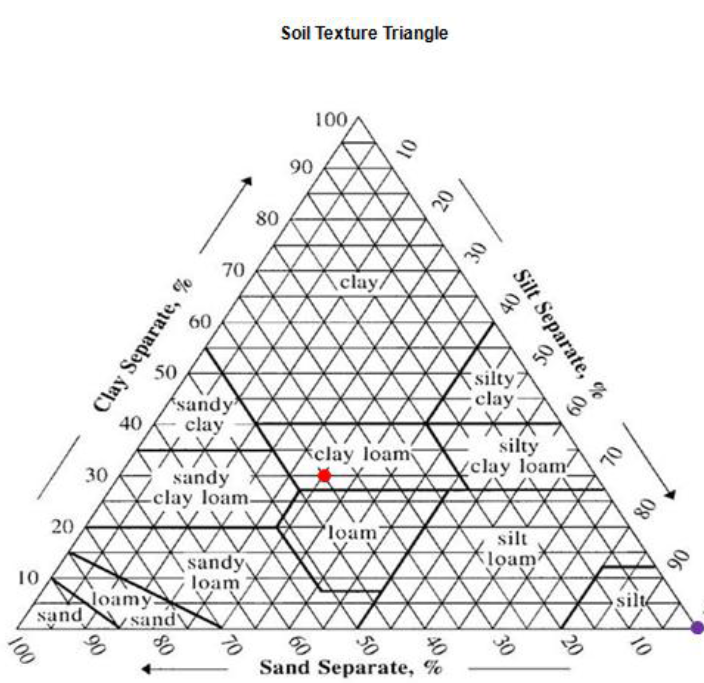 Soil Texture Triangle
100
10
90
20
80
30
70
clay
40
60
50
silty
clay
50
60
sandy
clay
40
clay loam
silty
clay loam
70
30
sandy
clay loam
80
20
loam
silt
loam
90
sandy
loam
10
loamy
sand
silt
sand
100
90
80
70
60
50
40
30
20
10
Clay Separate, %
Silt Separate, %
Sand Separate, %